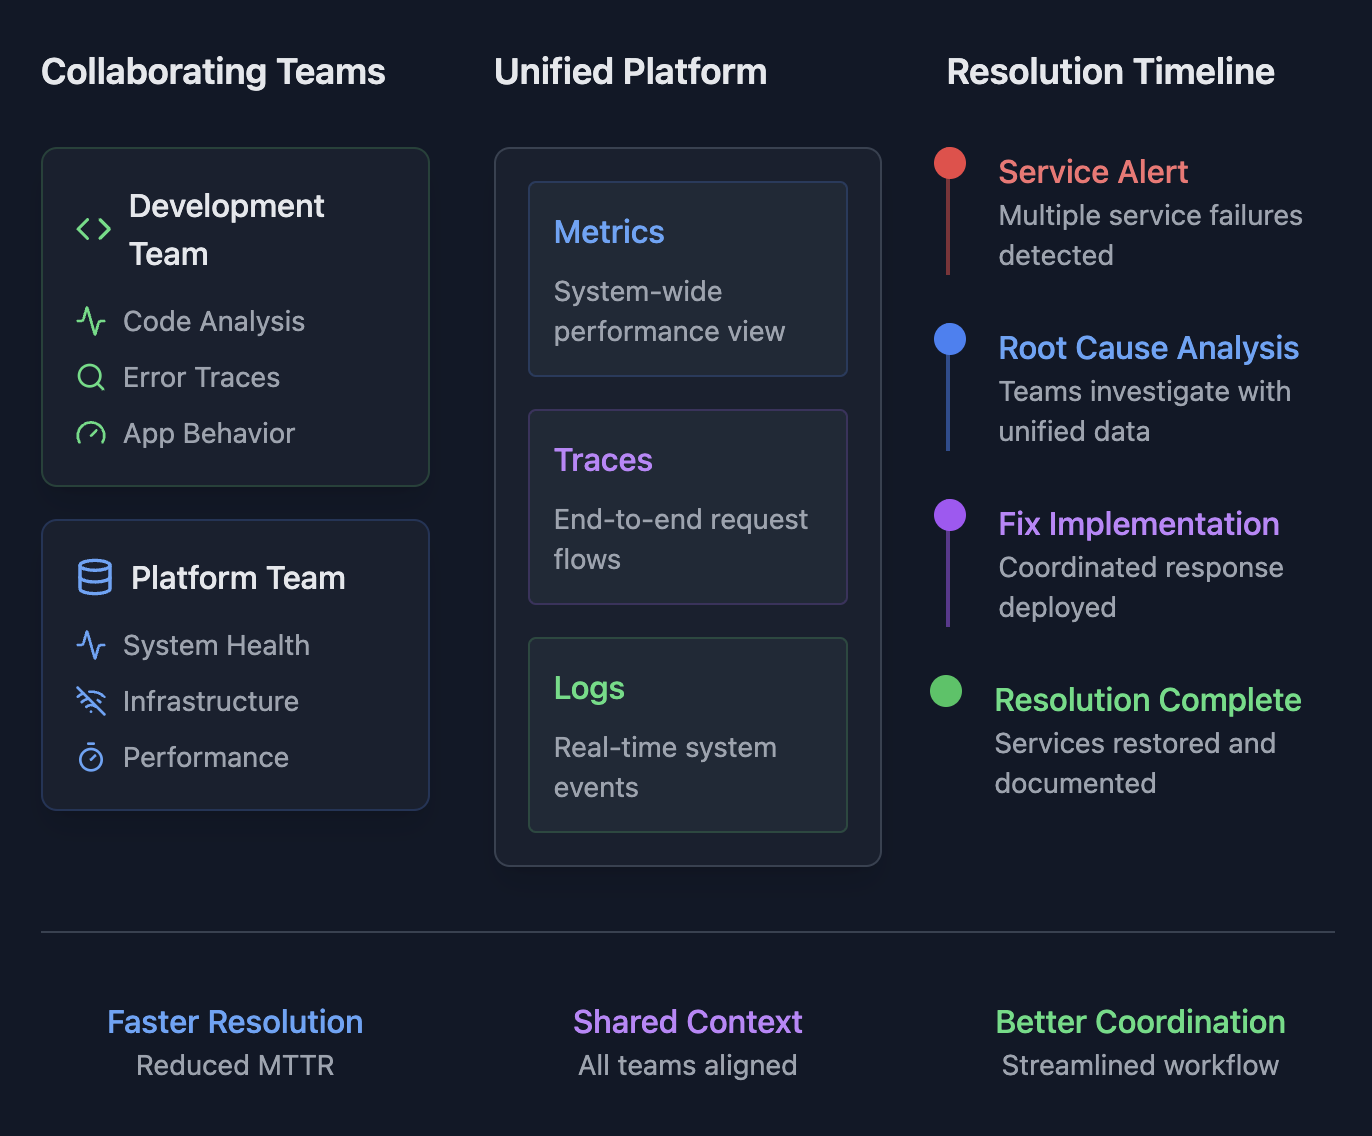 Collaborating Teams
Development
Team
Code Analysis
Error Traces
App Behavior
Platform Team
System Health
Infrastructure
Performance
Unified Platform
Metrics
System-wide
performance view
Traces
End-to-end request
flows
Logs
Real-time system
events
Resolution Timeline
Service Alert
Multiple service failures
detected
Root Cause Analysis
Teams investigate with
unified data
Fix Implementation
Coordinated response
deployed
Resolution Complete
Services restored and
documented
Faster Resolution
Reduced MTTR
Shared Context
All teams aligned
Better Coordination
Streamlined workflow